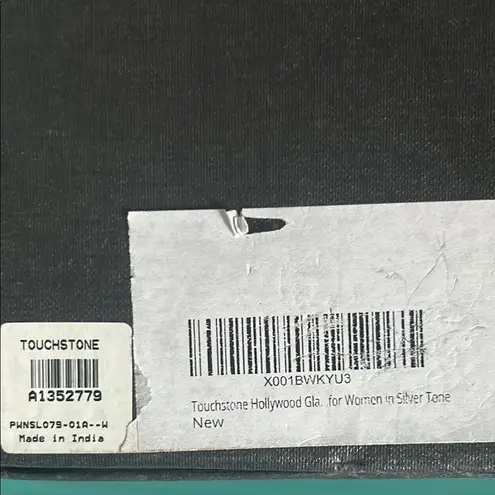 TOUCHSTONE
A1352779
PWNSL079-01A--W
Made in India
X001BWKYU3
Touchstone Hollywood Gla...for Women in Silver Tone
New